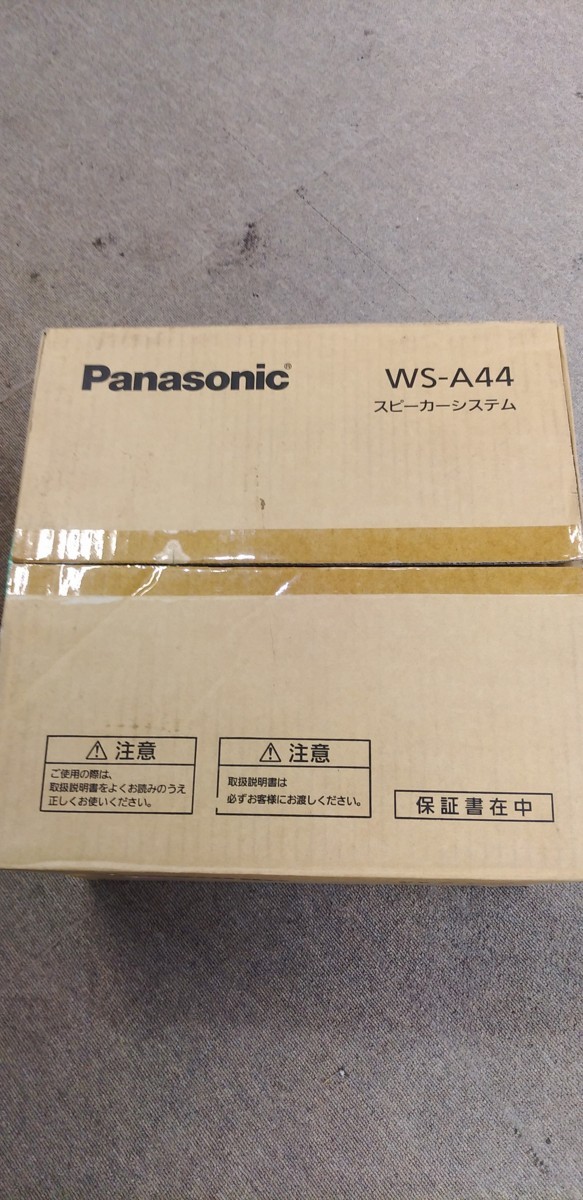 Panasonic®
WS-A44
スピーカーシステム
⚠ 注意
ご使用の際は、
取扱説明書をよくお読みのうえ
正しくお使いください。
⚠ 注意
取扱説明書は
必ずお客様にお渡しください。
保証書在中